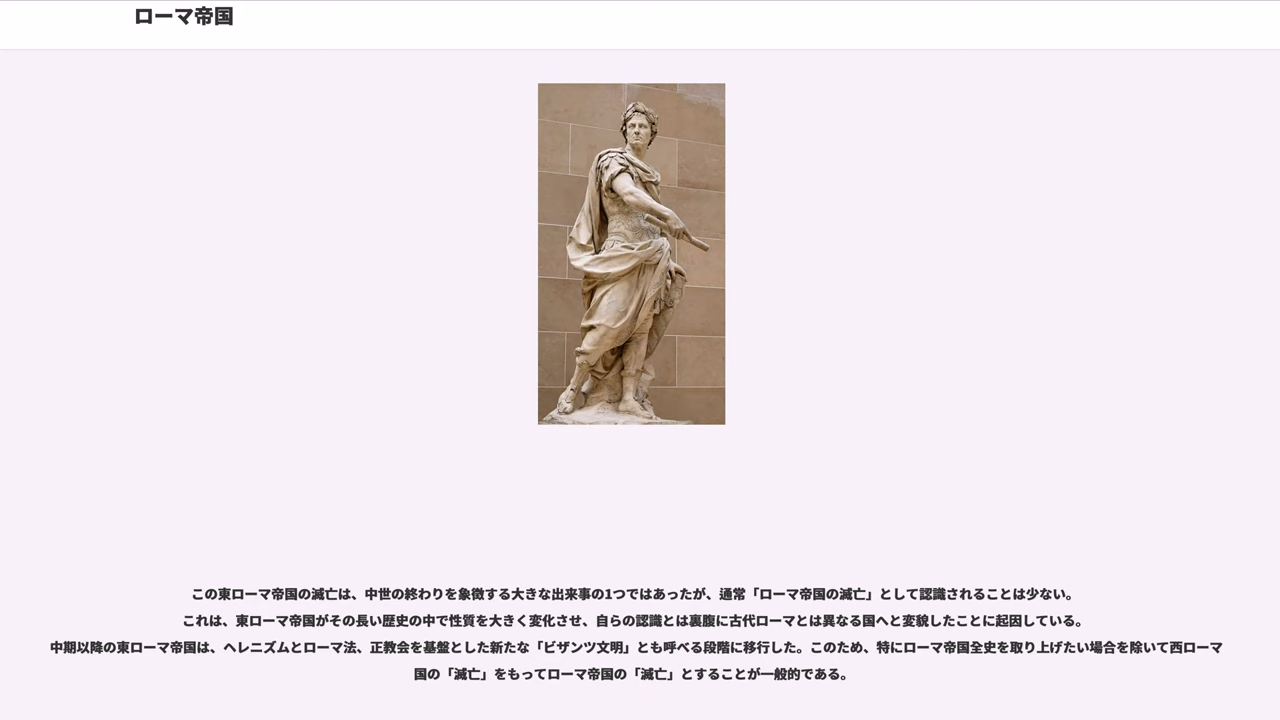 ローマ帝国
この東ローマ帝国の滅亡は、中世の終わりを象徴する大きな出来事の1つではあったが、通常「ローマ帝国の滅亡」として認識されることは少ない。
これは、東ローマ帝国がその長い歴史の中で性質を大きく変化させ、自らの認識とは裏腹に古代ローマとは異なる国へと変貌したことに起因している。
中期以降の東ローマ帝国は、ヘレニズムとローマ法、正教会を基盤とした新たな「ビザンツ文明」とも呼べる段階に移行した。このため、特にローマ帝国全史を取り上げたい場合を除いて西ローマ
国の「滅亡」をもってローマ帝国の「滅亡」とすることが一般的である。